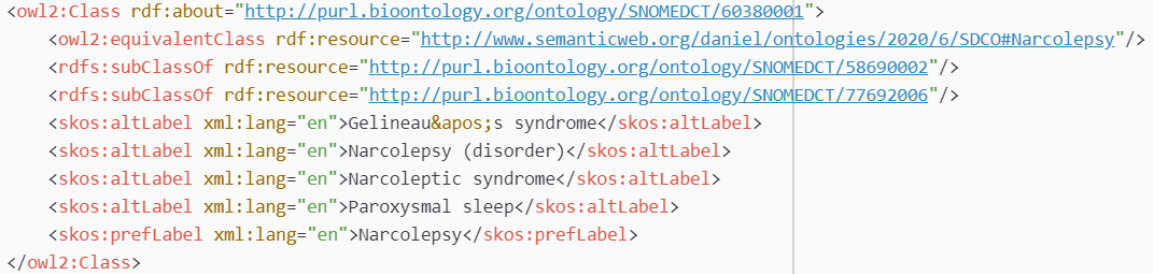 <owl2:Class rdf:about="http://purl.bioontology.org/ontology/SNOMEDCT/60380001">
<owl2:equivalentClass rdf:resource="http://www.semanticweb.org/daniel/ontologies/2020/6/SDCO#Narcolepsy"/>
<rdfs:subClassOf rdf:resource="http://purl.bioontology.org/ontology/SNOMEDCT/58690002"/>
<rdfs:subClassOf rdf:resource="http://purl.bioontology.org/ontology/SNOMEDCT/77692006"/>
<skos:altLabel xml:lang="en">Gelineau&apos;s syndrome</skos:altLabel>
<skos:altLabel xml:lang="en">Narcolepsy (disorder)</skos:altLabel>
<skos:altLabel xml:lang="en">Narcoleptic syndrome</skos:altLabel>
<skos:altLabel xml:lang="en">Paroxysmal sleep</skos:altLabel>
<skos:prefLabel xml:lang="en">Narcolepsy</skos:prefLabel>
</owl2:Class>